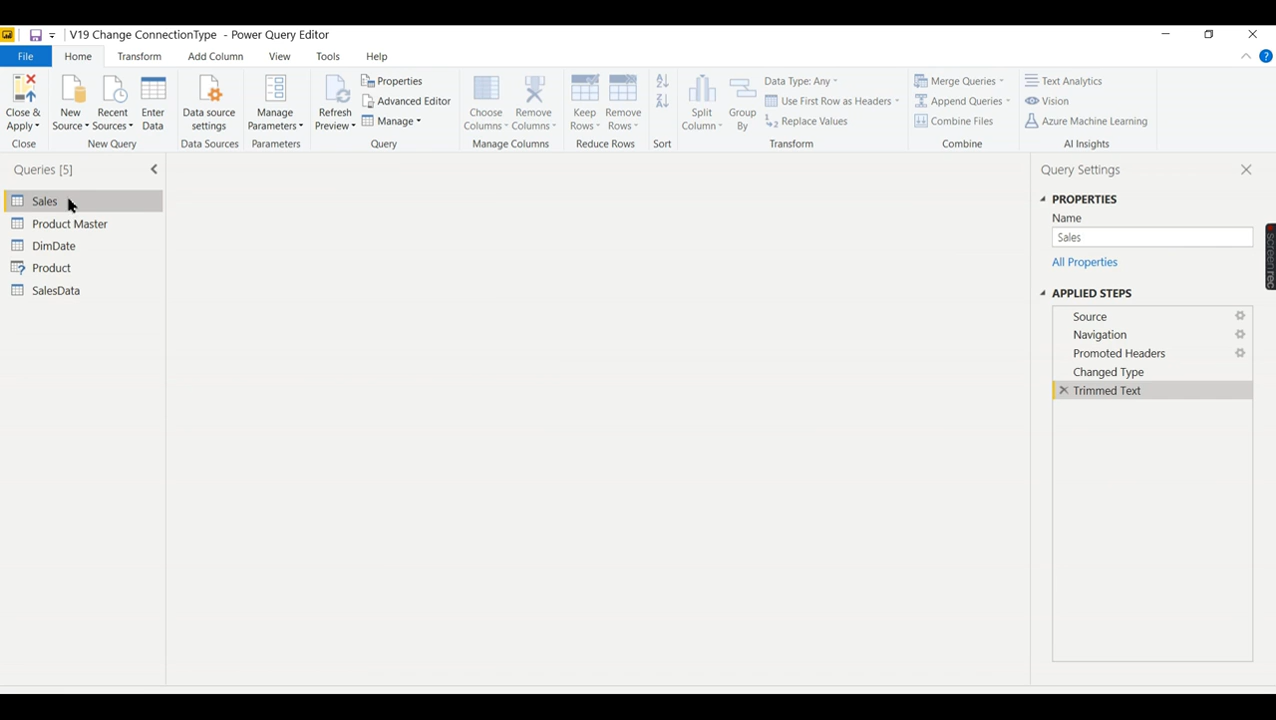 V19 Change ConnectionType - Power Query Editor
File Home Transform Add Column View Tools Help
Close & Apply
New Source
Recent Sources
Enter Data
Data source settings
Manage Parameters
Refresh Preview
Properties
Advanced Editor
Manage
Choose Columns
Remove Columns
Keep Rows
Remove Rows
Split Column
Group By
Data Type: Any
Use First Row as Headers
Replace Values
Merge Queries
Append Queries
Combine Files
Text Analytics
Vision
Azure Machine Learning
Close New Query Data Sources Parameters Query Manage Columns Reduce Rows Sort Transform Combine AI Insights
Queries [5]
Sales
Product Master
DimDate
Product
SalesData
Query Settings
PROPERTIES
Name
Sales
All Properties
APPLIED STEPS
Source
Navigation
Promoted Headers
Changed Type
Trimmed Text
screenrec